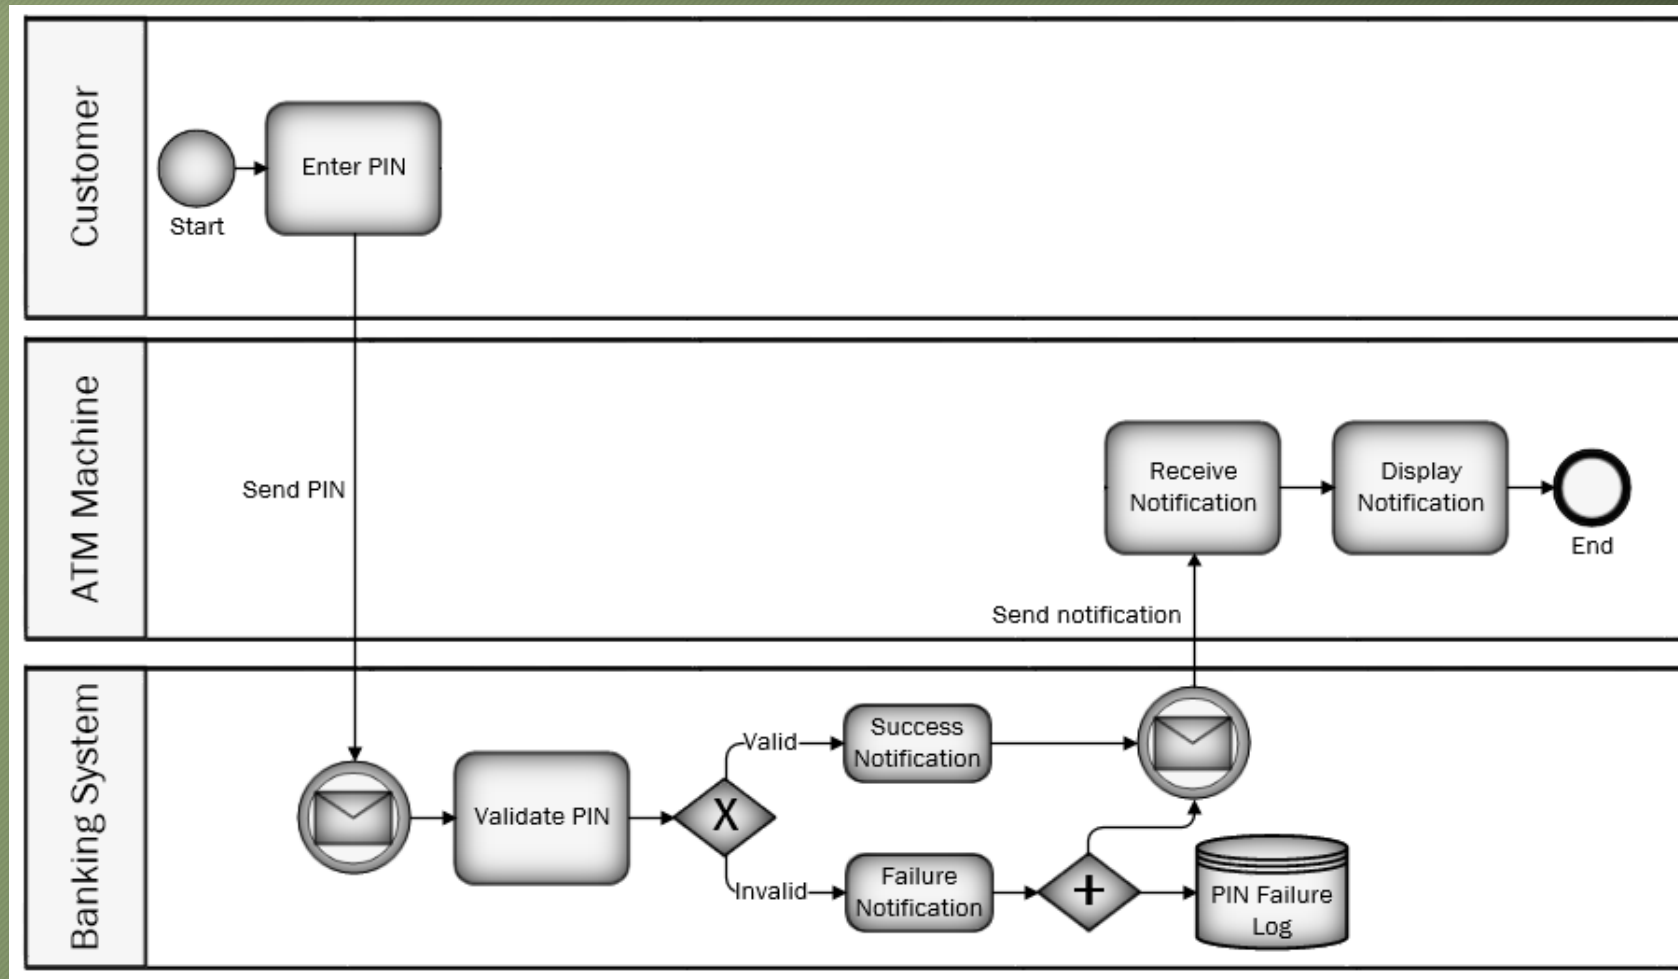 Customer
Start
Enter PIN
ATM Machine
Send PIN
Receive
Notification
Display
Notification
End
Send notification
Banking System
Validate PIN
X
Valid
Success
Notification
Invalid
Failure
Notification
+
PIN Failure
Log